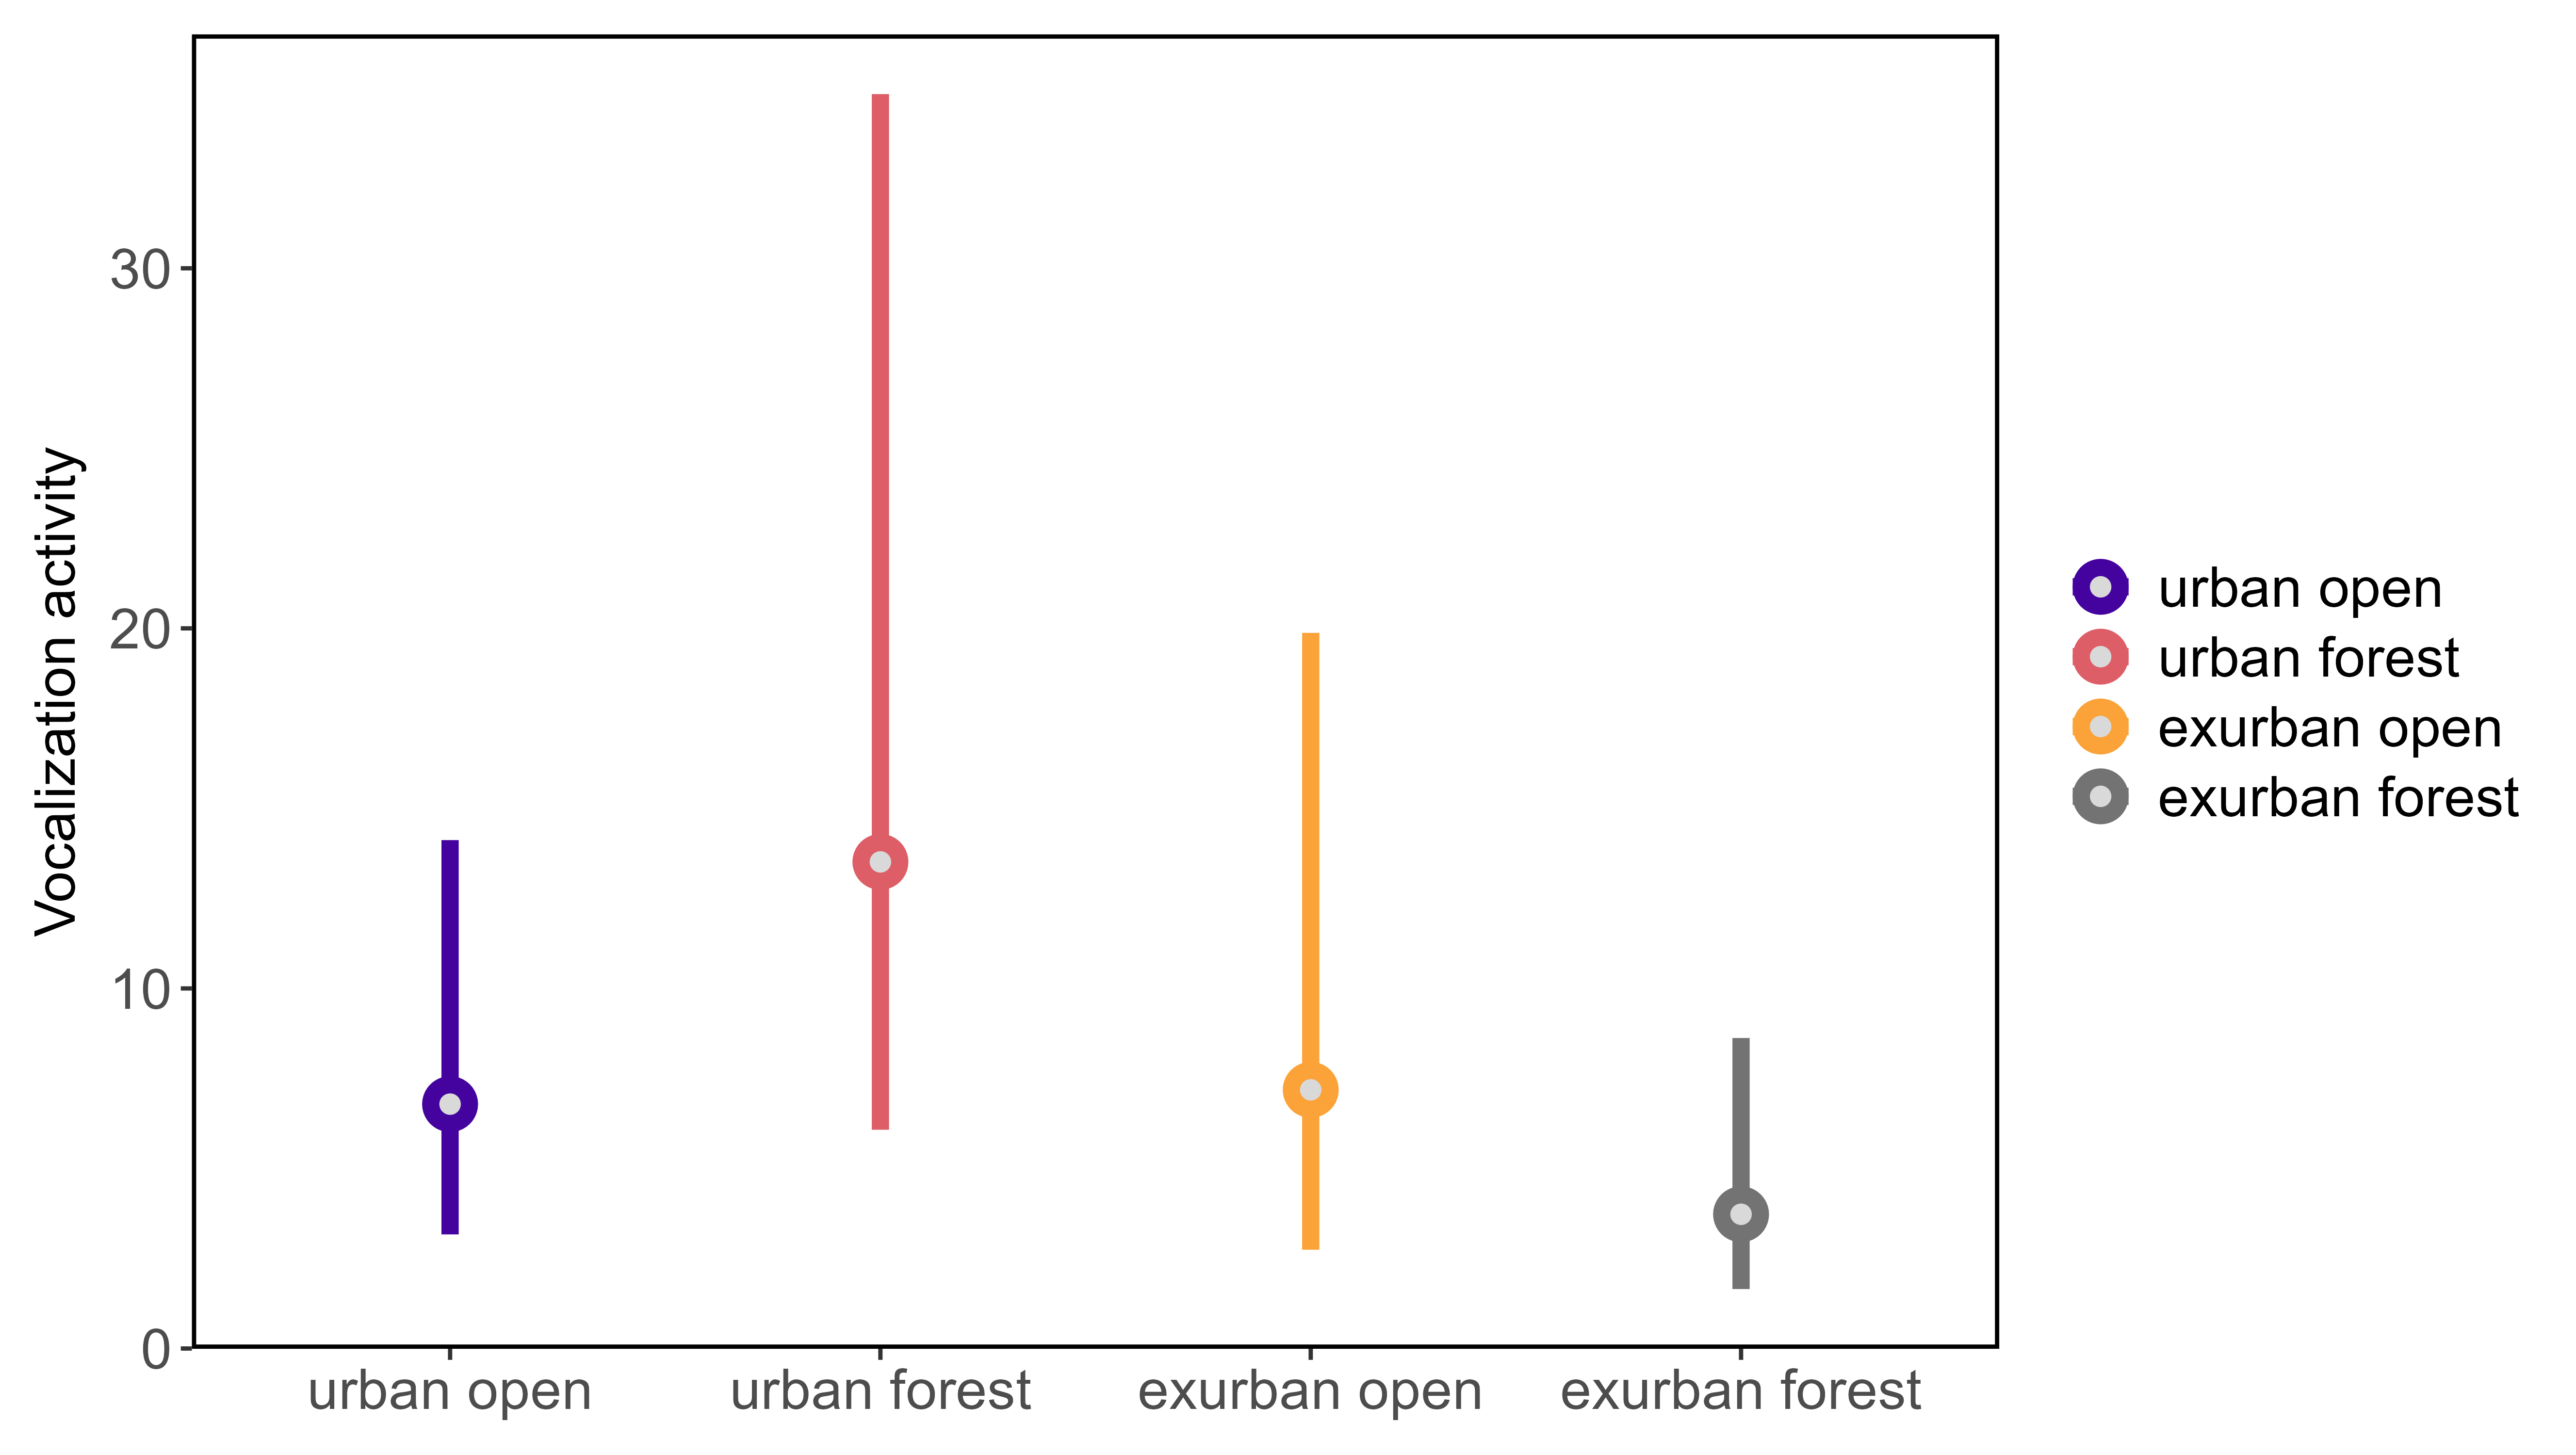 Vocalization activity
30
20
10
0
urban open
urban forest
exurban open
exurban forest
urban open
urban forest
exurban open
exurban forest